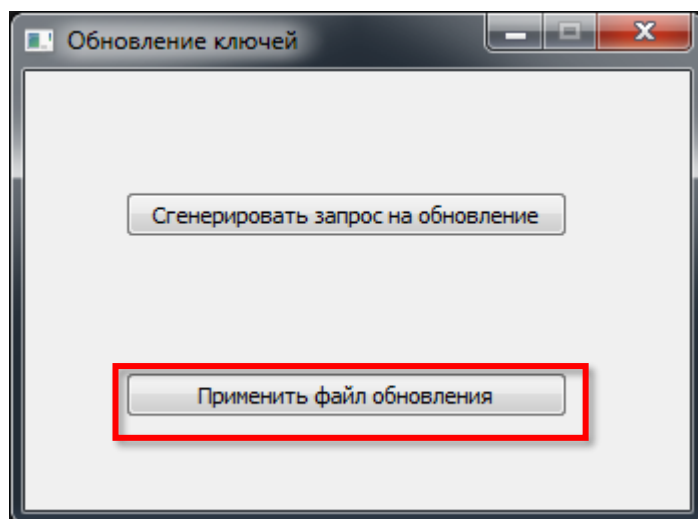 Обновление ключей
Сгенерировать запрос на обновление
Применить файл обновления